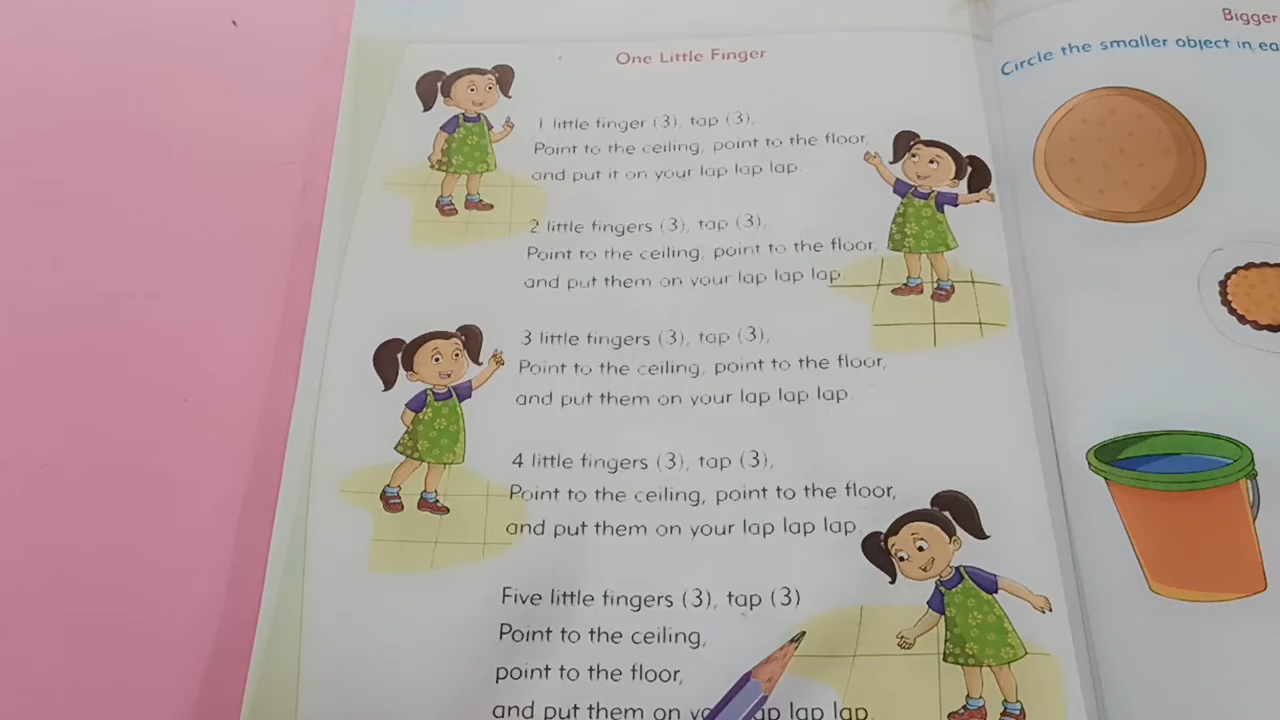 One Little Finger
1 little finger (3), tap (3),
Point to the ceiling, point to the floor,
and put it on your lap lap lap.
2 little fingers (3), tap (3),
Point to the ceiling, point to the floor,
and put them on your lap lap lap.
3 little fingers (3), tap (3),
Point to the ceiling, point to the floor,
and put them on your lap lap lap.
4 little fingers (3), tap (3),
Point to the ceiling, point to the floor,
and put them on your lap lap lap.
Five little fingers (3), tap (3)
Point to the ceiling,
point to the floor,
and put them on lap lap.
Bigger
Circle the smaller object in